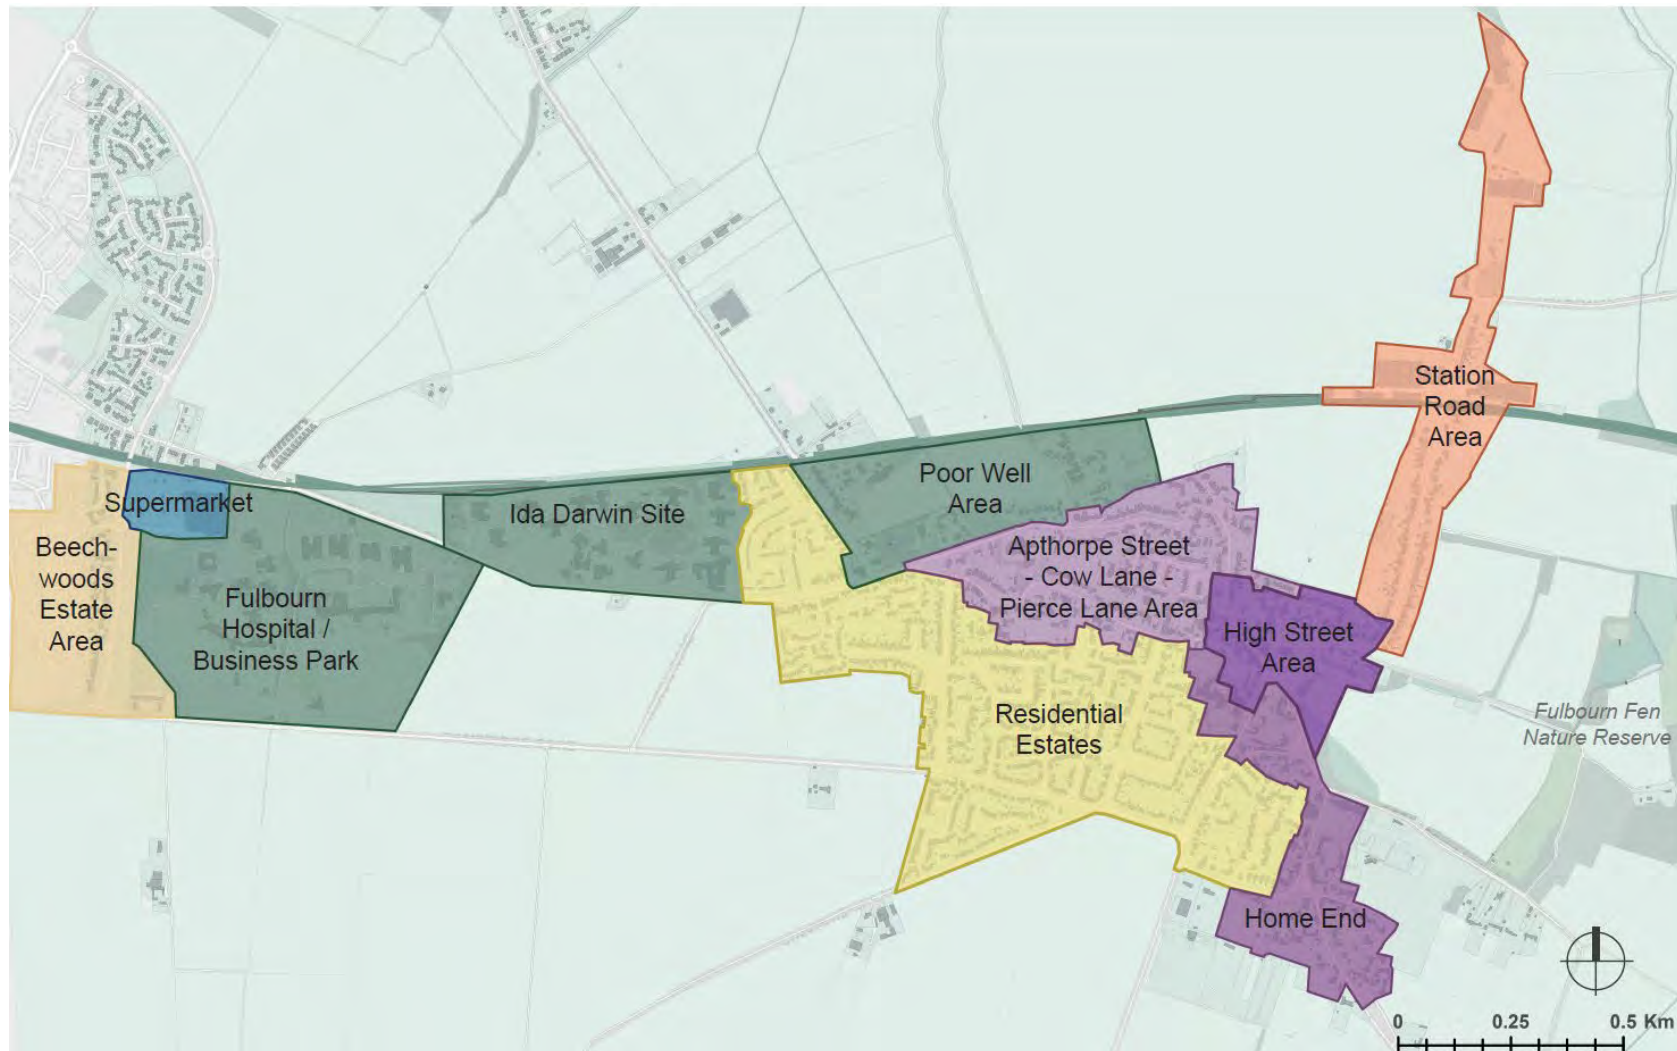 Station
Road
Area
Poor Well
Area
Supermarket
Ida Darwin Site
Beech-
woods
Estate
Area
Apthorpe Street
- Cow Lane -
Pierce Lane Area
Fulbourn
Hospital /
Business Park
High Street
Area
Residential
Estates
Fulbourn Fen
Nature Reserve
Home End
0 0.25 0.5 Km